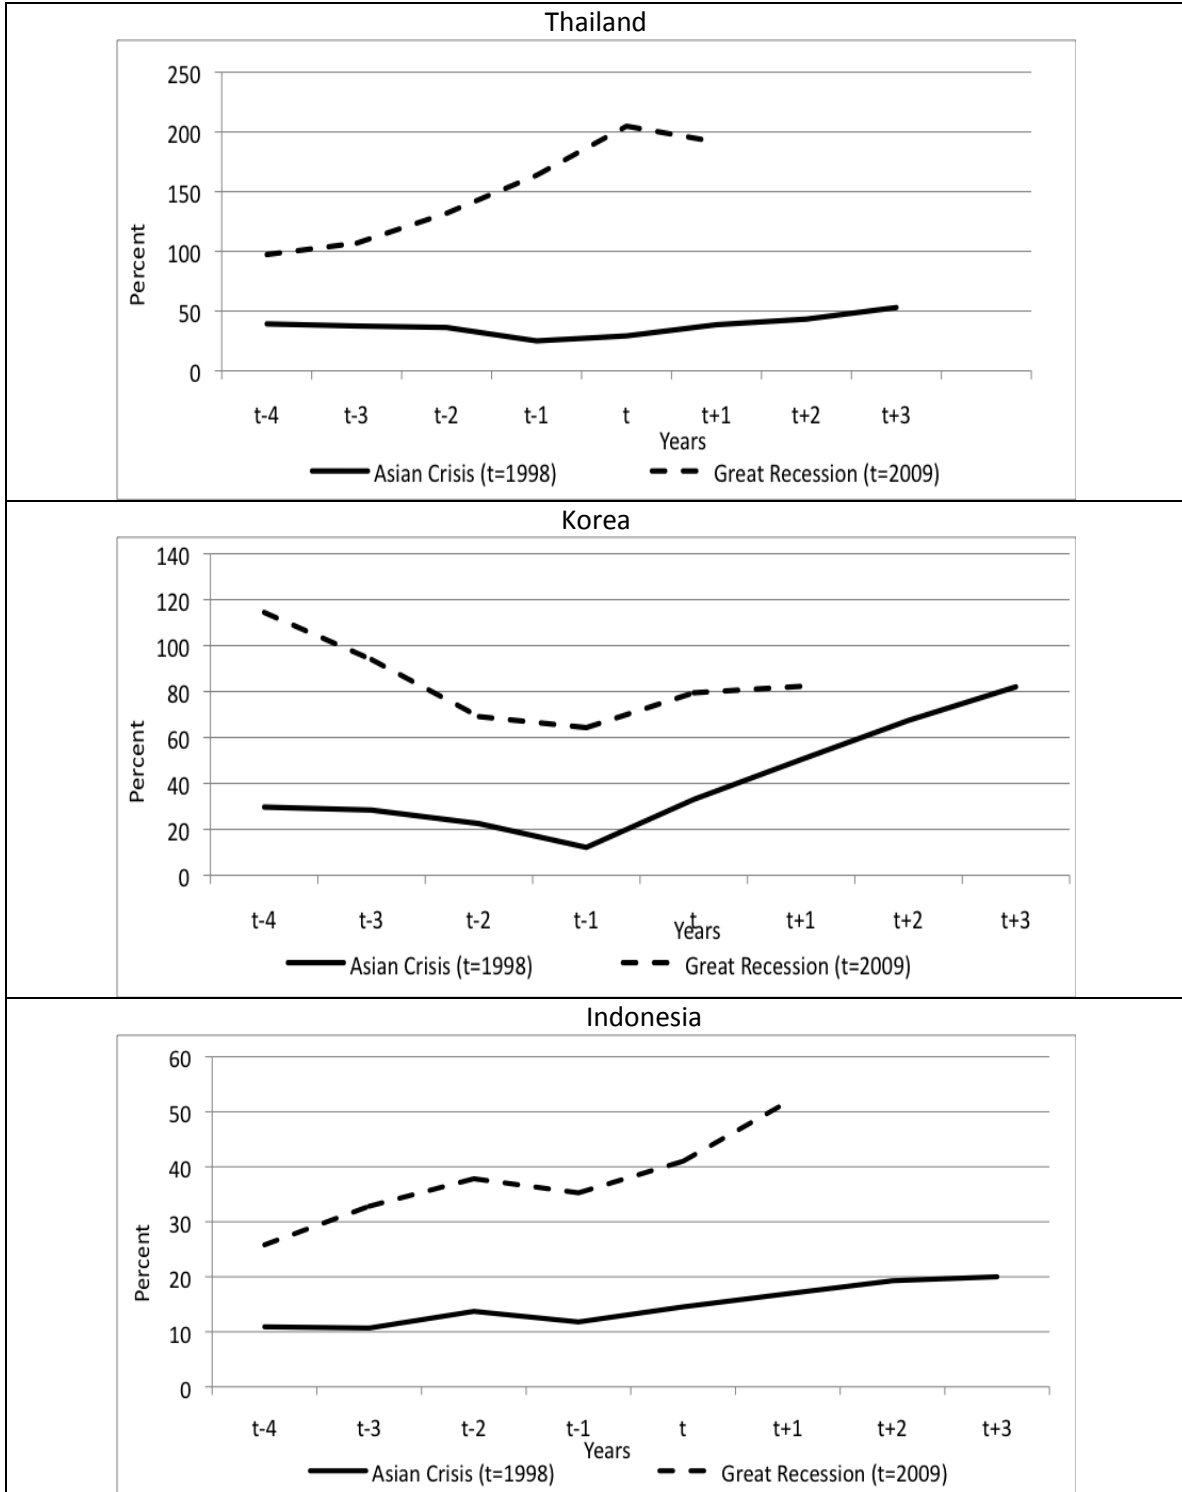 Thailand
250
200
150
100
50
0
Percent
t-4 t-3 t-2 t-1 t t+1 t+2 t+3
Years
Asian Crisis (t=1998) Great Recession (t=2009)
Korea
140
120
100
80
60
40
20
0
Percent
t-4 t-3 t-2 t-1 t t+1 t+2 t+3
Years
Asian Crisis (t=1998) Great Recession (t=2009)
Indonesia
60
50
40
30
20
10
0
Percent
t-4 t-3 t-2 t-1 t t+1 t+2 t+3
Years
Asian Crisis (t=1998) Great Recession (t=2009)